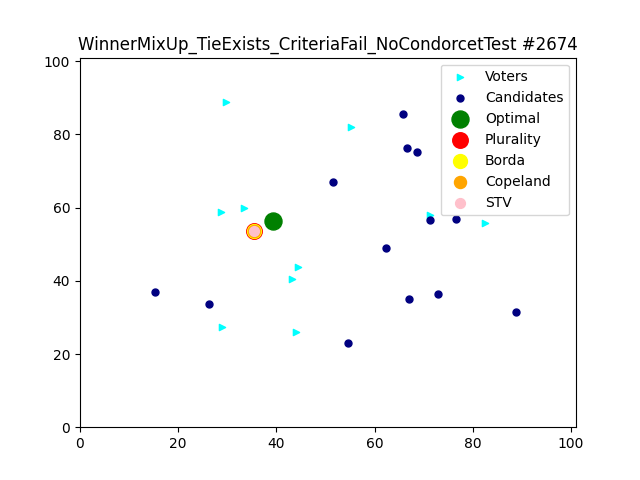 WinnerMixUp_TieExists_CriteriaFail_NoCondorcetTest #2674
100
80
60
40
20
0
0
20
40
60
80
100
Voters
Candidates
Optimal
Plurality
Borda
Copeland
STV